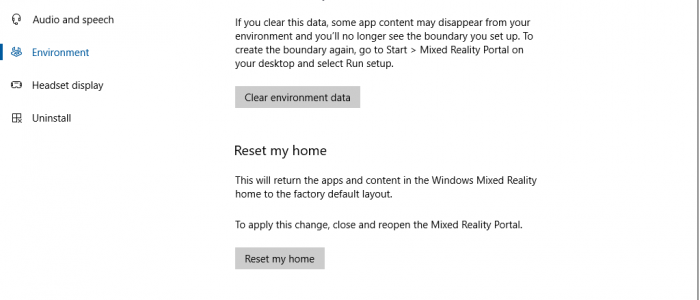 Audio and speech
Environment
Headset display
Uninstall
If you clear this data, some app content may disappear from your
environment and you'll no longer see the boundary you set up. To
create the boundary again, go to Start > Mixed Reality Portal on
your desktop and select Run setup.
Clear environment data
Reset my home
This will return the apps and content in the Windows Mixed Reality
home to the factory default layout.
To apply this change, close and reopen the Mixed Reality Portal.
Reset my home